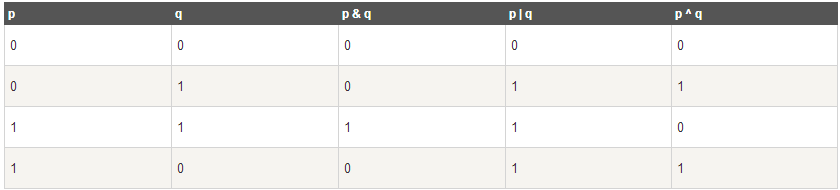 p q p & q p | q p ^ q
0 0 0 0 0
0 1 0 1 1
1 1 1 1 0
1 0 0 1 1